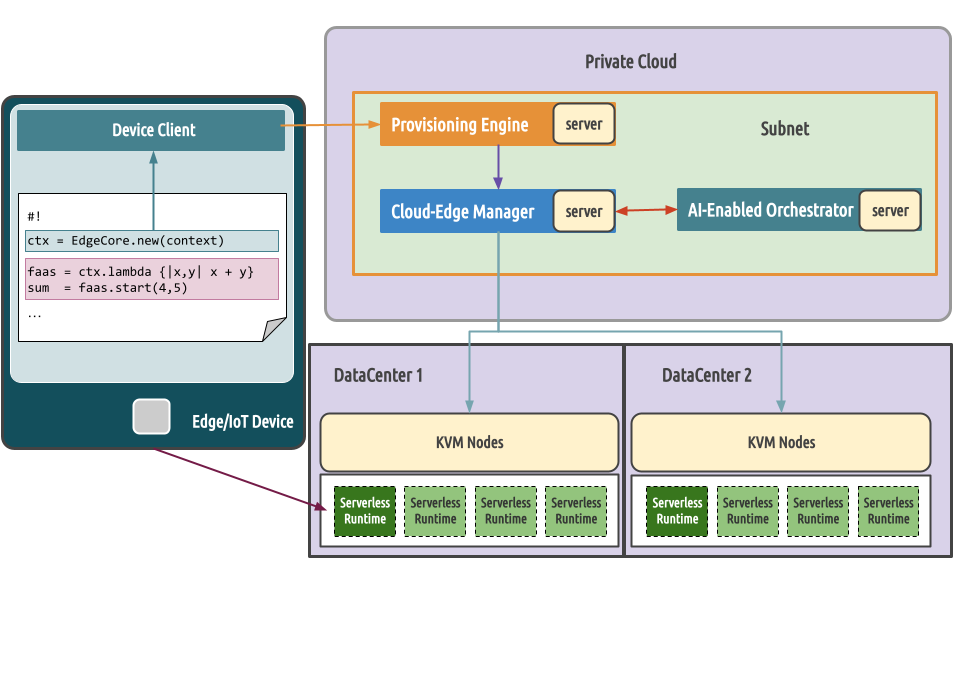 Private Cloud
Subnet
Provisioning Engine
server
Cloud-Edge Manager
server
AI-Enabled Orchestrator
server
Device Client
#!
ctx = EdgeCore.new(context)
faas = ctx.lambda {|x,y| x + y}
sum  = faas.start(4,5)
...
Edge/IoT Device
DataCenter 1
KVM Nodes
Serverless
Runtime
Serverless
Runtime
Serverless
Runtime
Serverless
Runtime
DataCenter 2
KVM Nodes
Serverless
Runtime
Serverless
Runtime
Serverless
Runtime
Serverless
Runtime